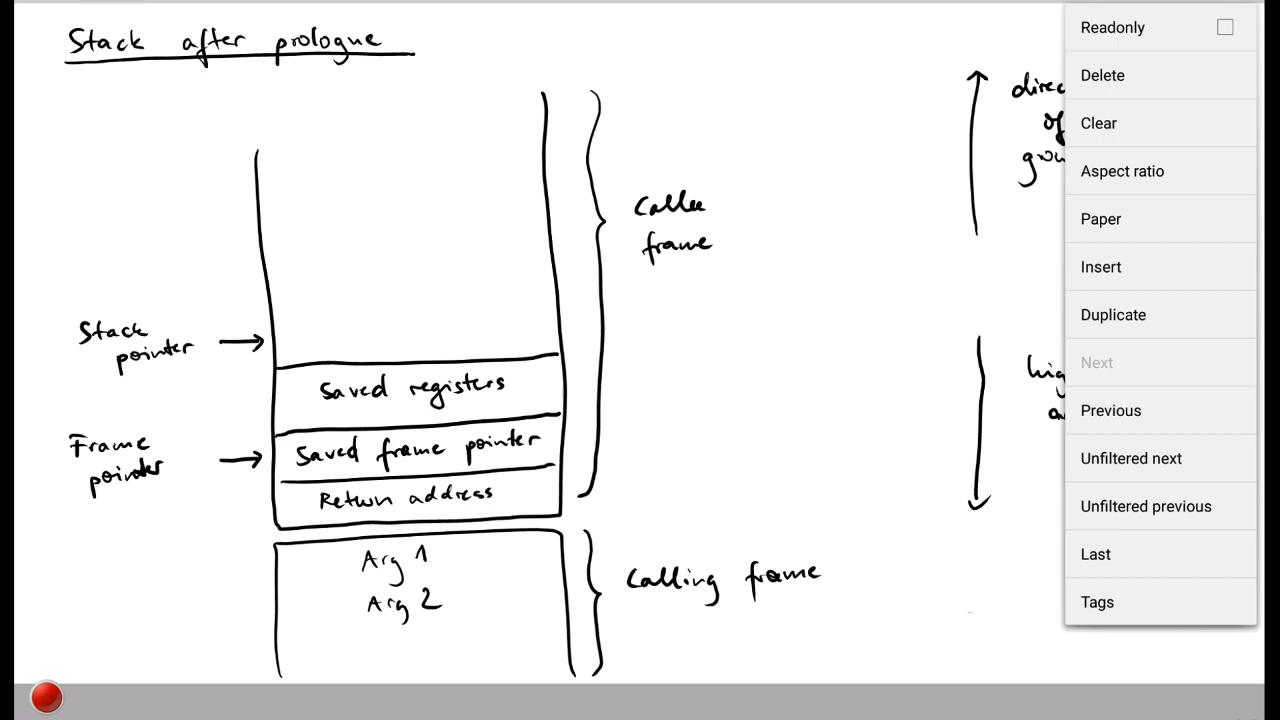 Stack after prologue
Callee
frame
Stack
pointer
Saved registers
Frame
pointer
Saved frame pointer
Return address
Arg 1
Arg 2
Calling frame
of
Readonly
Delete
Clear
Aspect ratio
Paper
Insert
Duplicate
Next
Previous
Unfiltered next
Unfiltered previous
Last
Tags